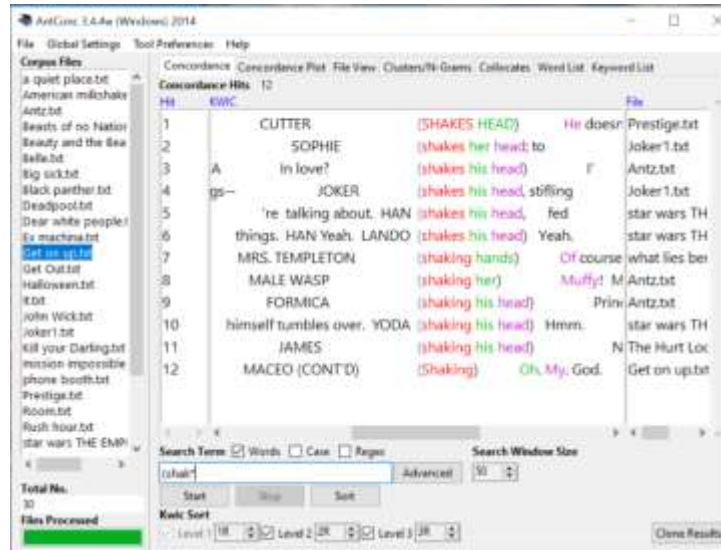 AntConc 3.4.4w (Windows) 2014
File Global Settings Tool Preferences Help
Corpus Files
a quiet place.txt
American milkshake
Antz.txt
Beasts of no Nation
Beauty and the Bea
Belle.txt
Big sick.txt
Black panther.txt
Deadpool.txt
Dear white people.t
Ex machina.txt
Get on up.txt
Get Out.txt
Halloween.txt
it.txt
John Wick.txt
Joker1.txt
Kill your Darling.txt
mission impossible
phone booth.txt
Prestige.txt
Room.txt
Rush hour.txt
star wars THE EMPI
Total No.
30
Files Processed
Concordance Concordance Plot File View Clusters/N-Grams Collocates Word List Keyword List
Concordance Hits 12
Hit KWIC File
1 CUTTER (SHAKES HEAD) He doesn Prestige.txt
2 SOPHIE (shakes her head; to Joker1.txt
3 A In love? (shakes his head) I' Antz.txt
4 gs-- JOKER (shakes his head, stifling Joker1.txt
5 're talking about. HAN (shakes his head, fed star wars TH
6 things. HAN Yeah. LANDO (shakes his head) Yeah. star wars TH
7 MRS. TEMPLETON (shaking hands) Of course what lies ber
8 MALE WASP (shaking her) Muffy! M Antz.txt
9 FORMICA (shaking his head) Prin Antz.txt
10 himself tumbles over. YODA (shaking his head) Hmm. star wars TH
11 JAMES (shaking his head) N The Hurt Loc
12 MACEO (CONT'D) (Shaking) Oh, My, God. Get on up.txt
Search Term Words Case Regex Search Window Size
(shak* Advanced 50
Start Stop Sort
Kwic Sort
Level 1 1R Level 2 2R Level 3 3R Clone Results